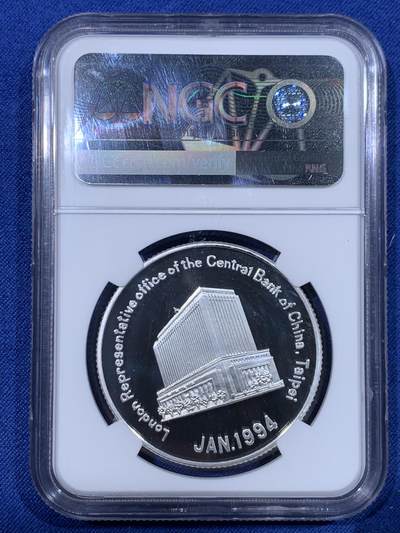 NGC
London Representative office of the Central Bank of China, Taipei
JAN.1994